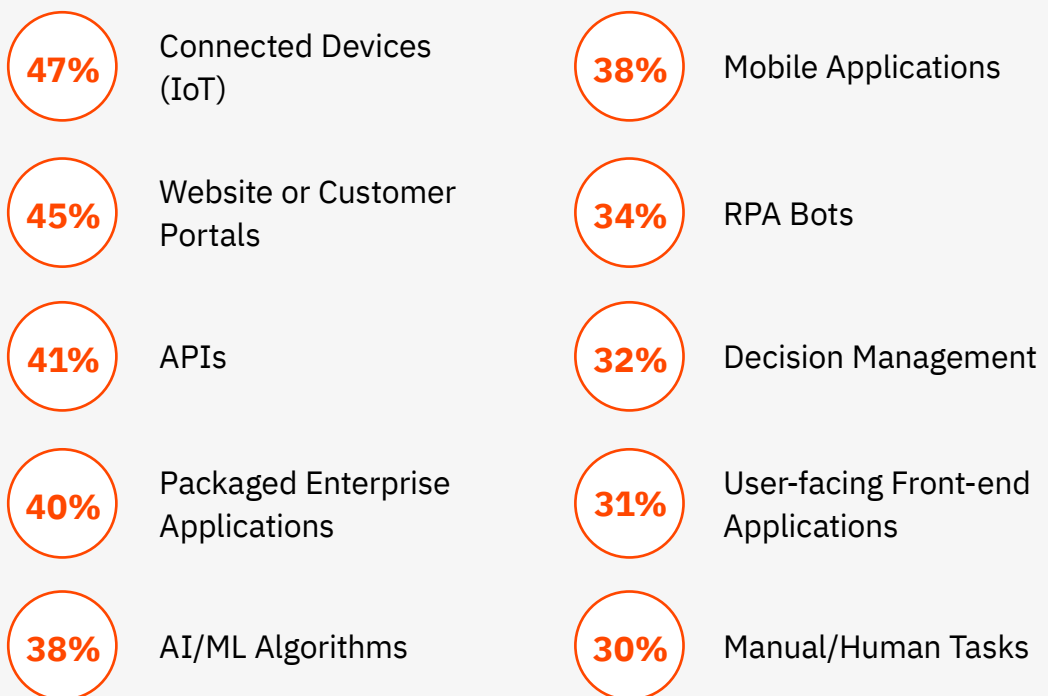 47%
Connected Devices
(IoT)
45%
Website or Customer
Portals
41%
APIs
40%
Packaged Enterprise
Applications
38%
AI/ML Algorithms
38%
Mobile Applications
34%
RPA Bots
32%
Decision Management
31%
User-facing Front-end
Applications
30%
Manual/Human Tasks